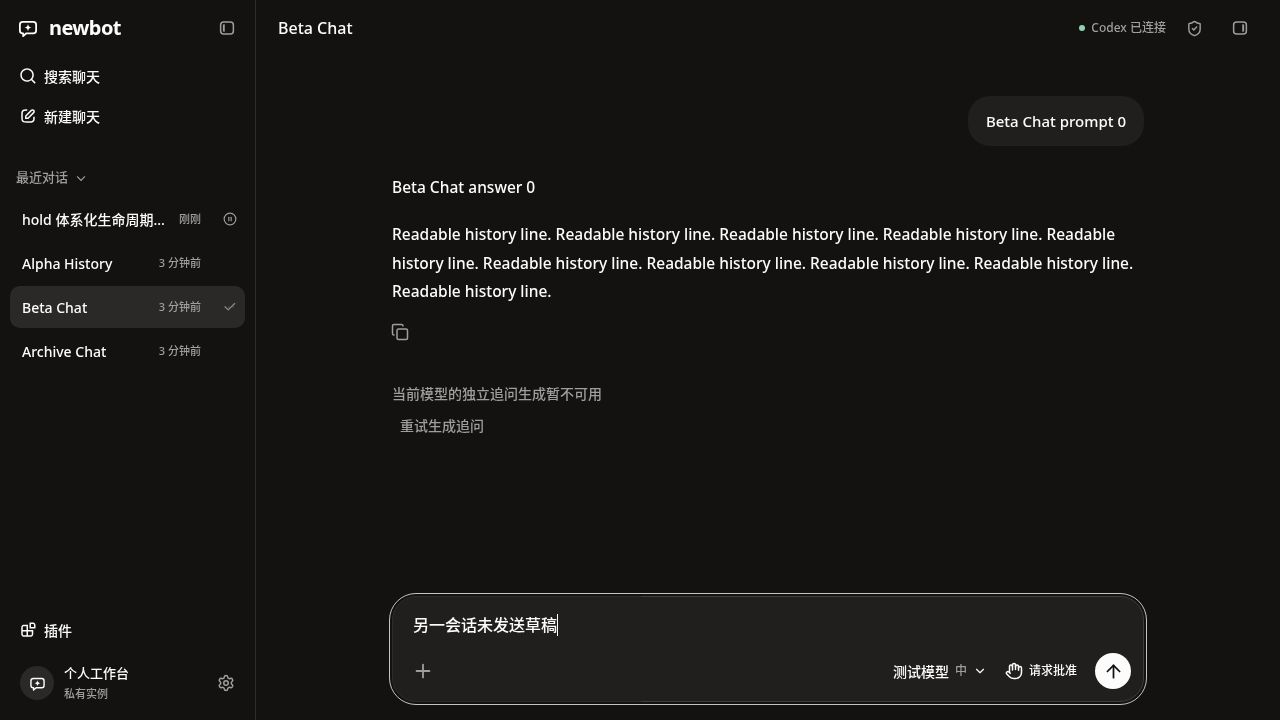 newbot
搜索聊天
新建聊天
最近对话
hold 体系化生命周期... 刚刚
Alpha History 3 分钟前
Beta Chat 3 分钟前
Archive Chat 3 分钟前
插件
个人工作台
私有实例
Beta Chat
Codex 已连接
Beta Chat prompt 0
Beta Chat answer 0
Readable history line. Readable history line. Readable history line. Readable history line. Readable
history line. Readable history line. Readable history line. Readable history line. Readable history line.
Readable history line.
当前模型的独立追问生成暂不可用
重试生成追问
另一会话未发送草稿
测试模型 中 请求批准